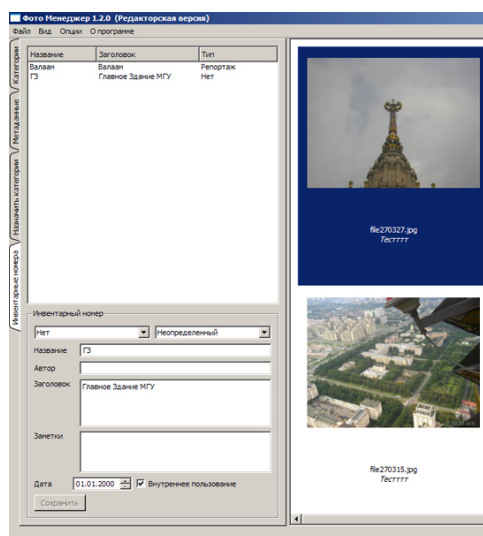 Фото Менеджер 1.2.0 (Редакторская версия)
Файл Вид Опции О программе
Категории
Метаданные
Назначить категории
Инвентарные номера
Название Заголовок Тип
Валаан Валаан Репортаж
ГЗ Главное Здание МГУ Нет
file270327.jpg
Тестттт
Инвентарный номер
Нет Неопределенный
Название ГЗ
Автор
Заголовок Главное Здание МГУ
Заметки
Дата 01.01.2000 Внутреннее пользование
Сохранить
file270315.jpg
Тестттт